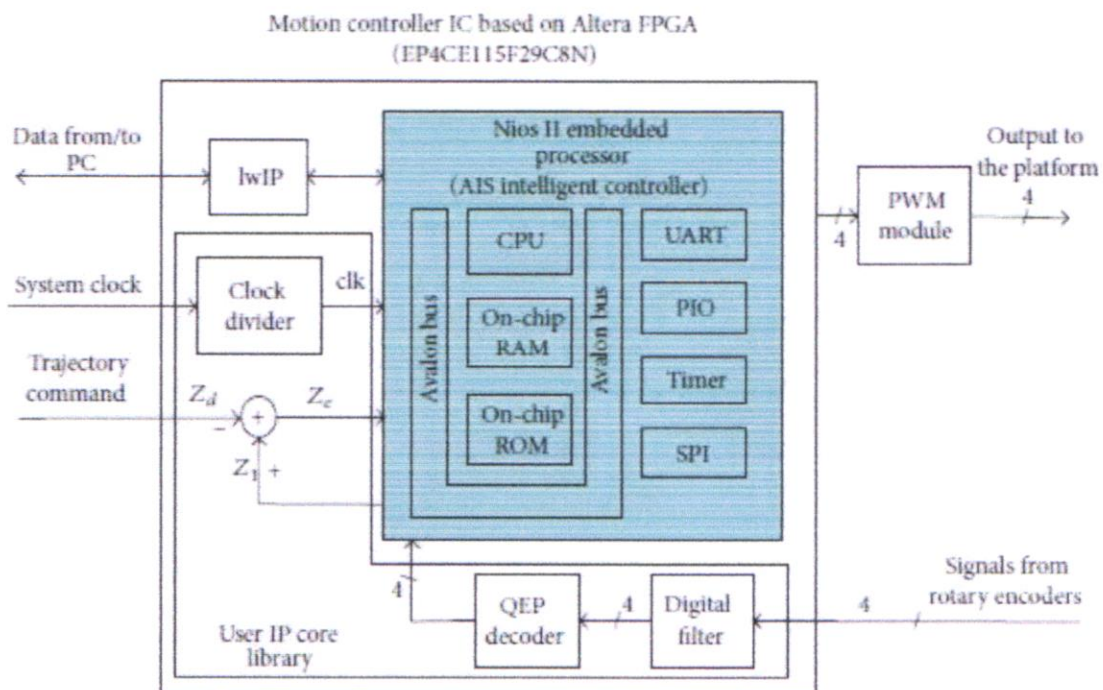 Motion controller IC based on Altera FPGA
(EP4CE115F29C8N)
Data from/to
PC
lwIP
Nios II embedded
processor
(AIS intelligent controller)
Output to
the platform
4
PWM
module
4
System clock
Clock
divider
clk
Avalon bus
CPU
On-chip
RAM
On-chip
ROM
Avalon bus
UART
PIO
Timer
SPI
Trajectory
command
Zd
−
+
Ze
Z1 +
4
QEP
decoder
4
Digital
filter
4
Signals from
rotary encoders
User IP core
library